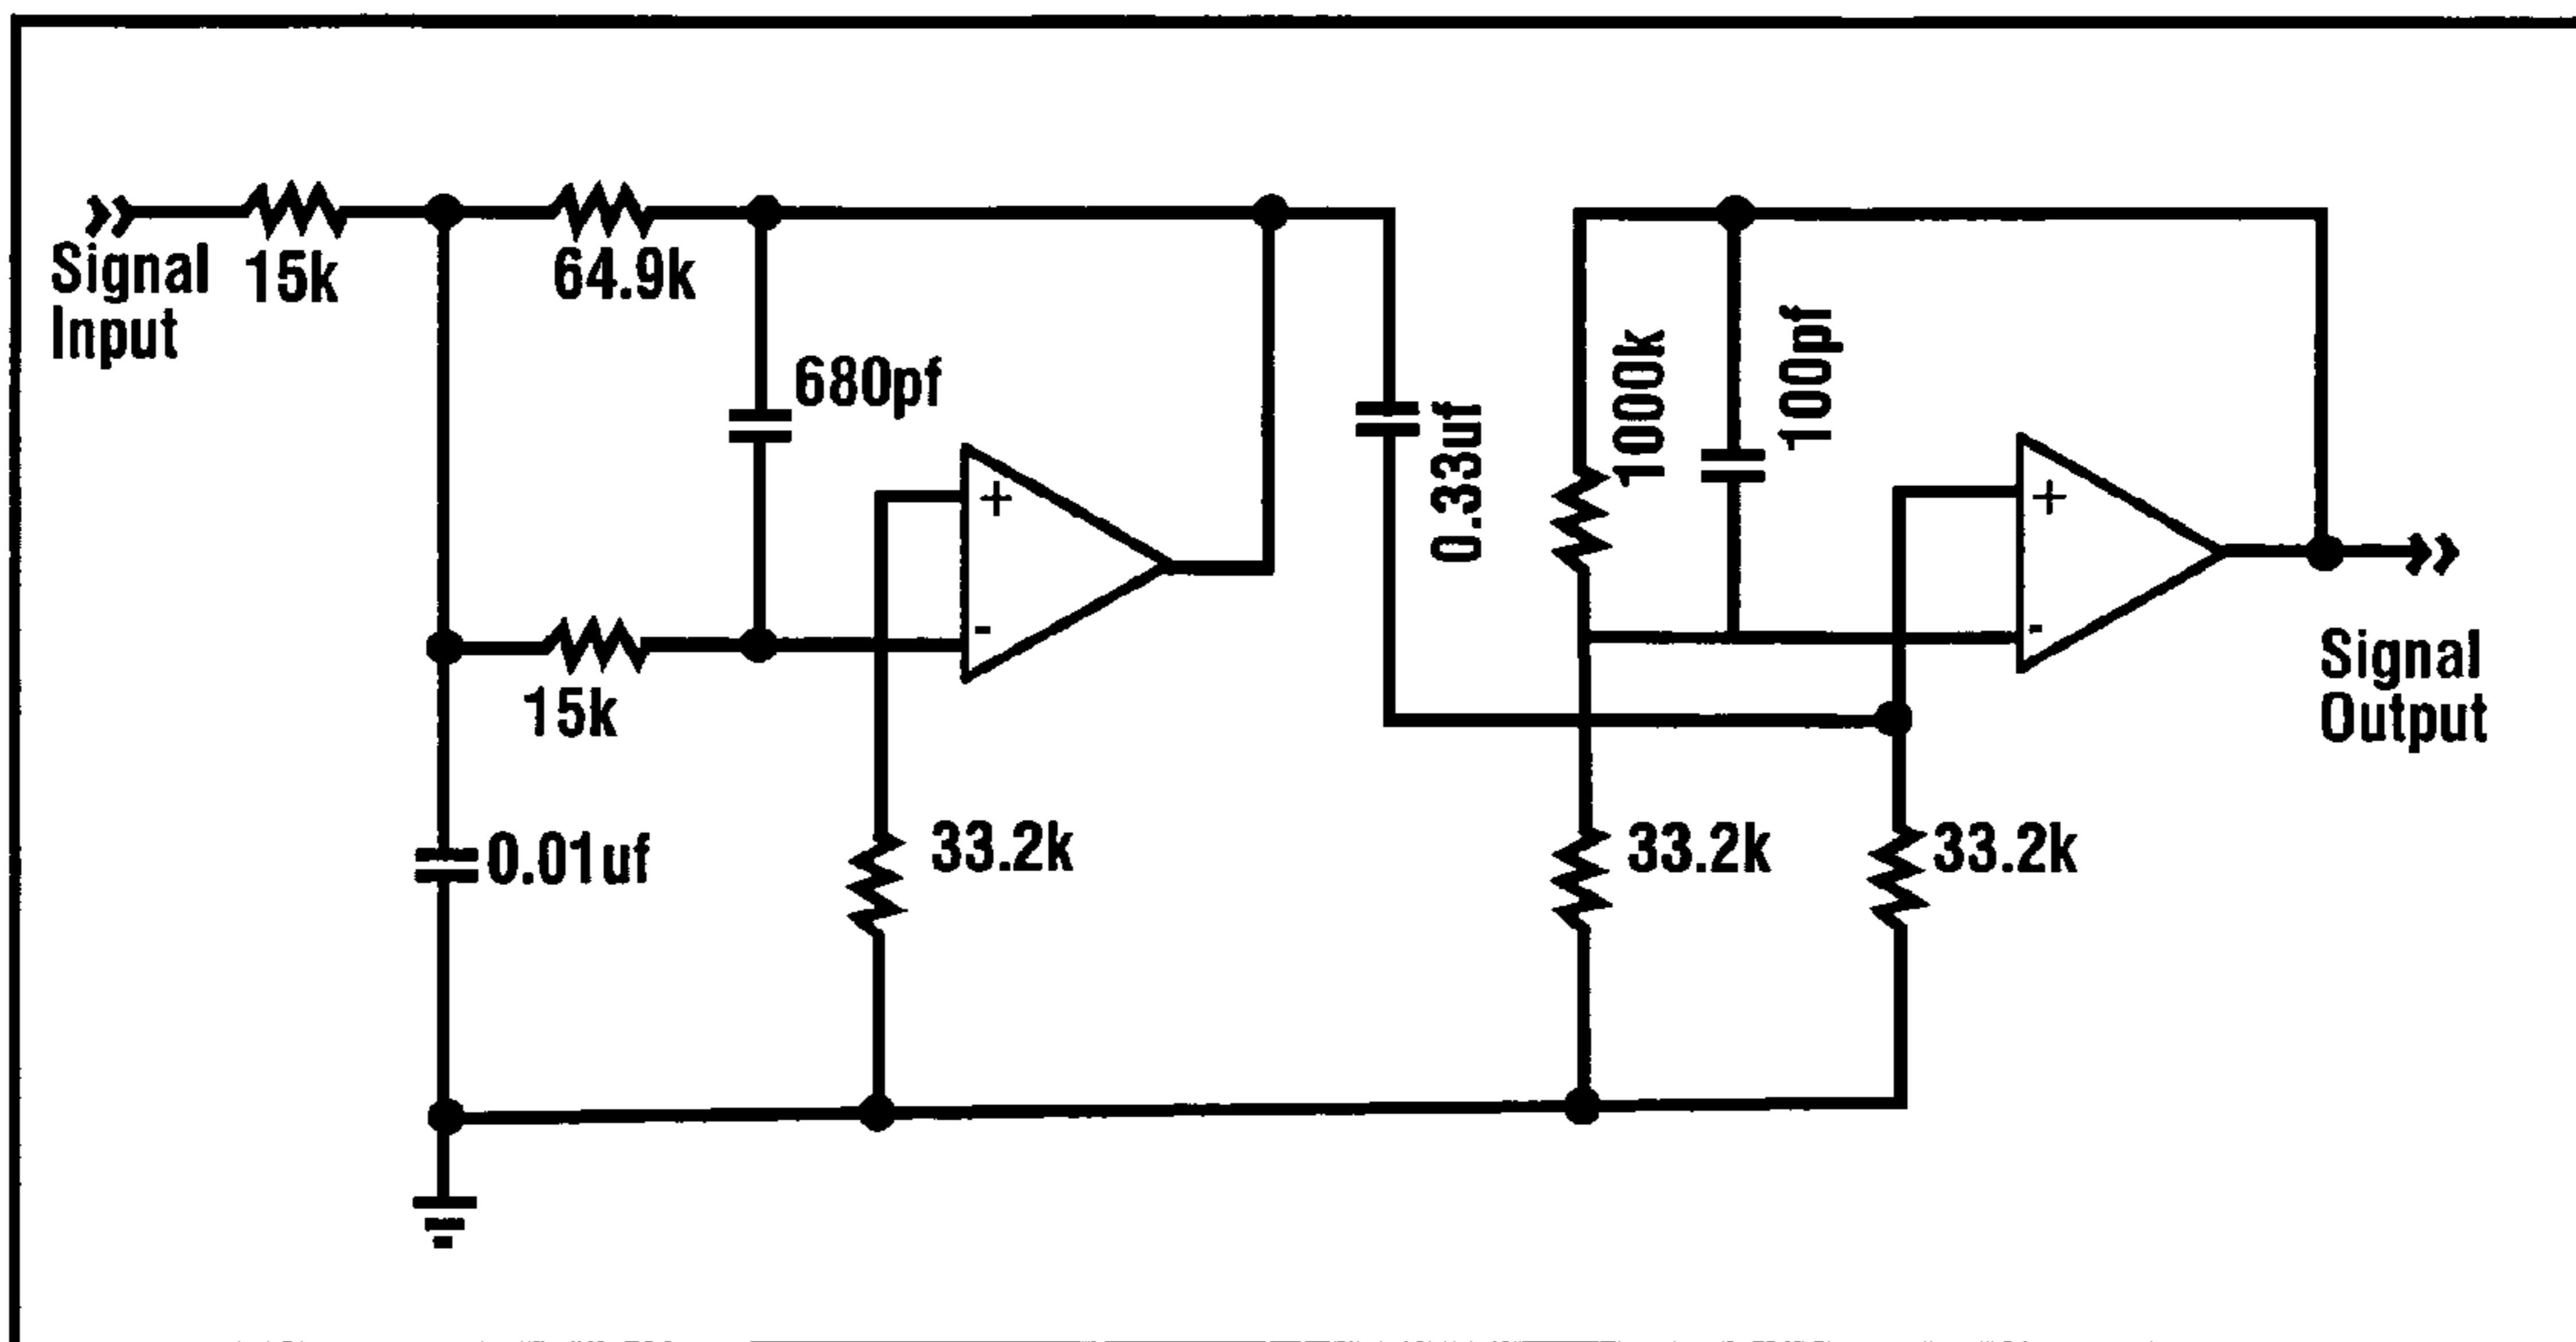 Signal
Input
15k
64.9k
680pf
+
-
15k
0.01uf
33.2k
0.33uf
1000k
100pf
+
-
33.2k
33.2k
Signal
Output